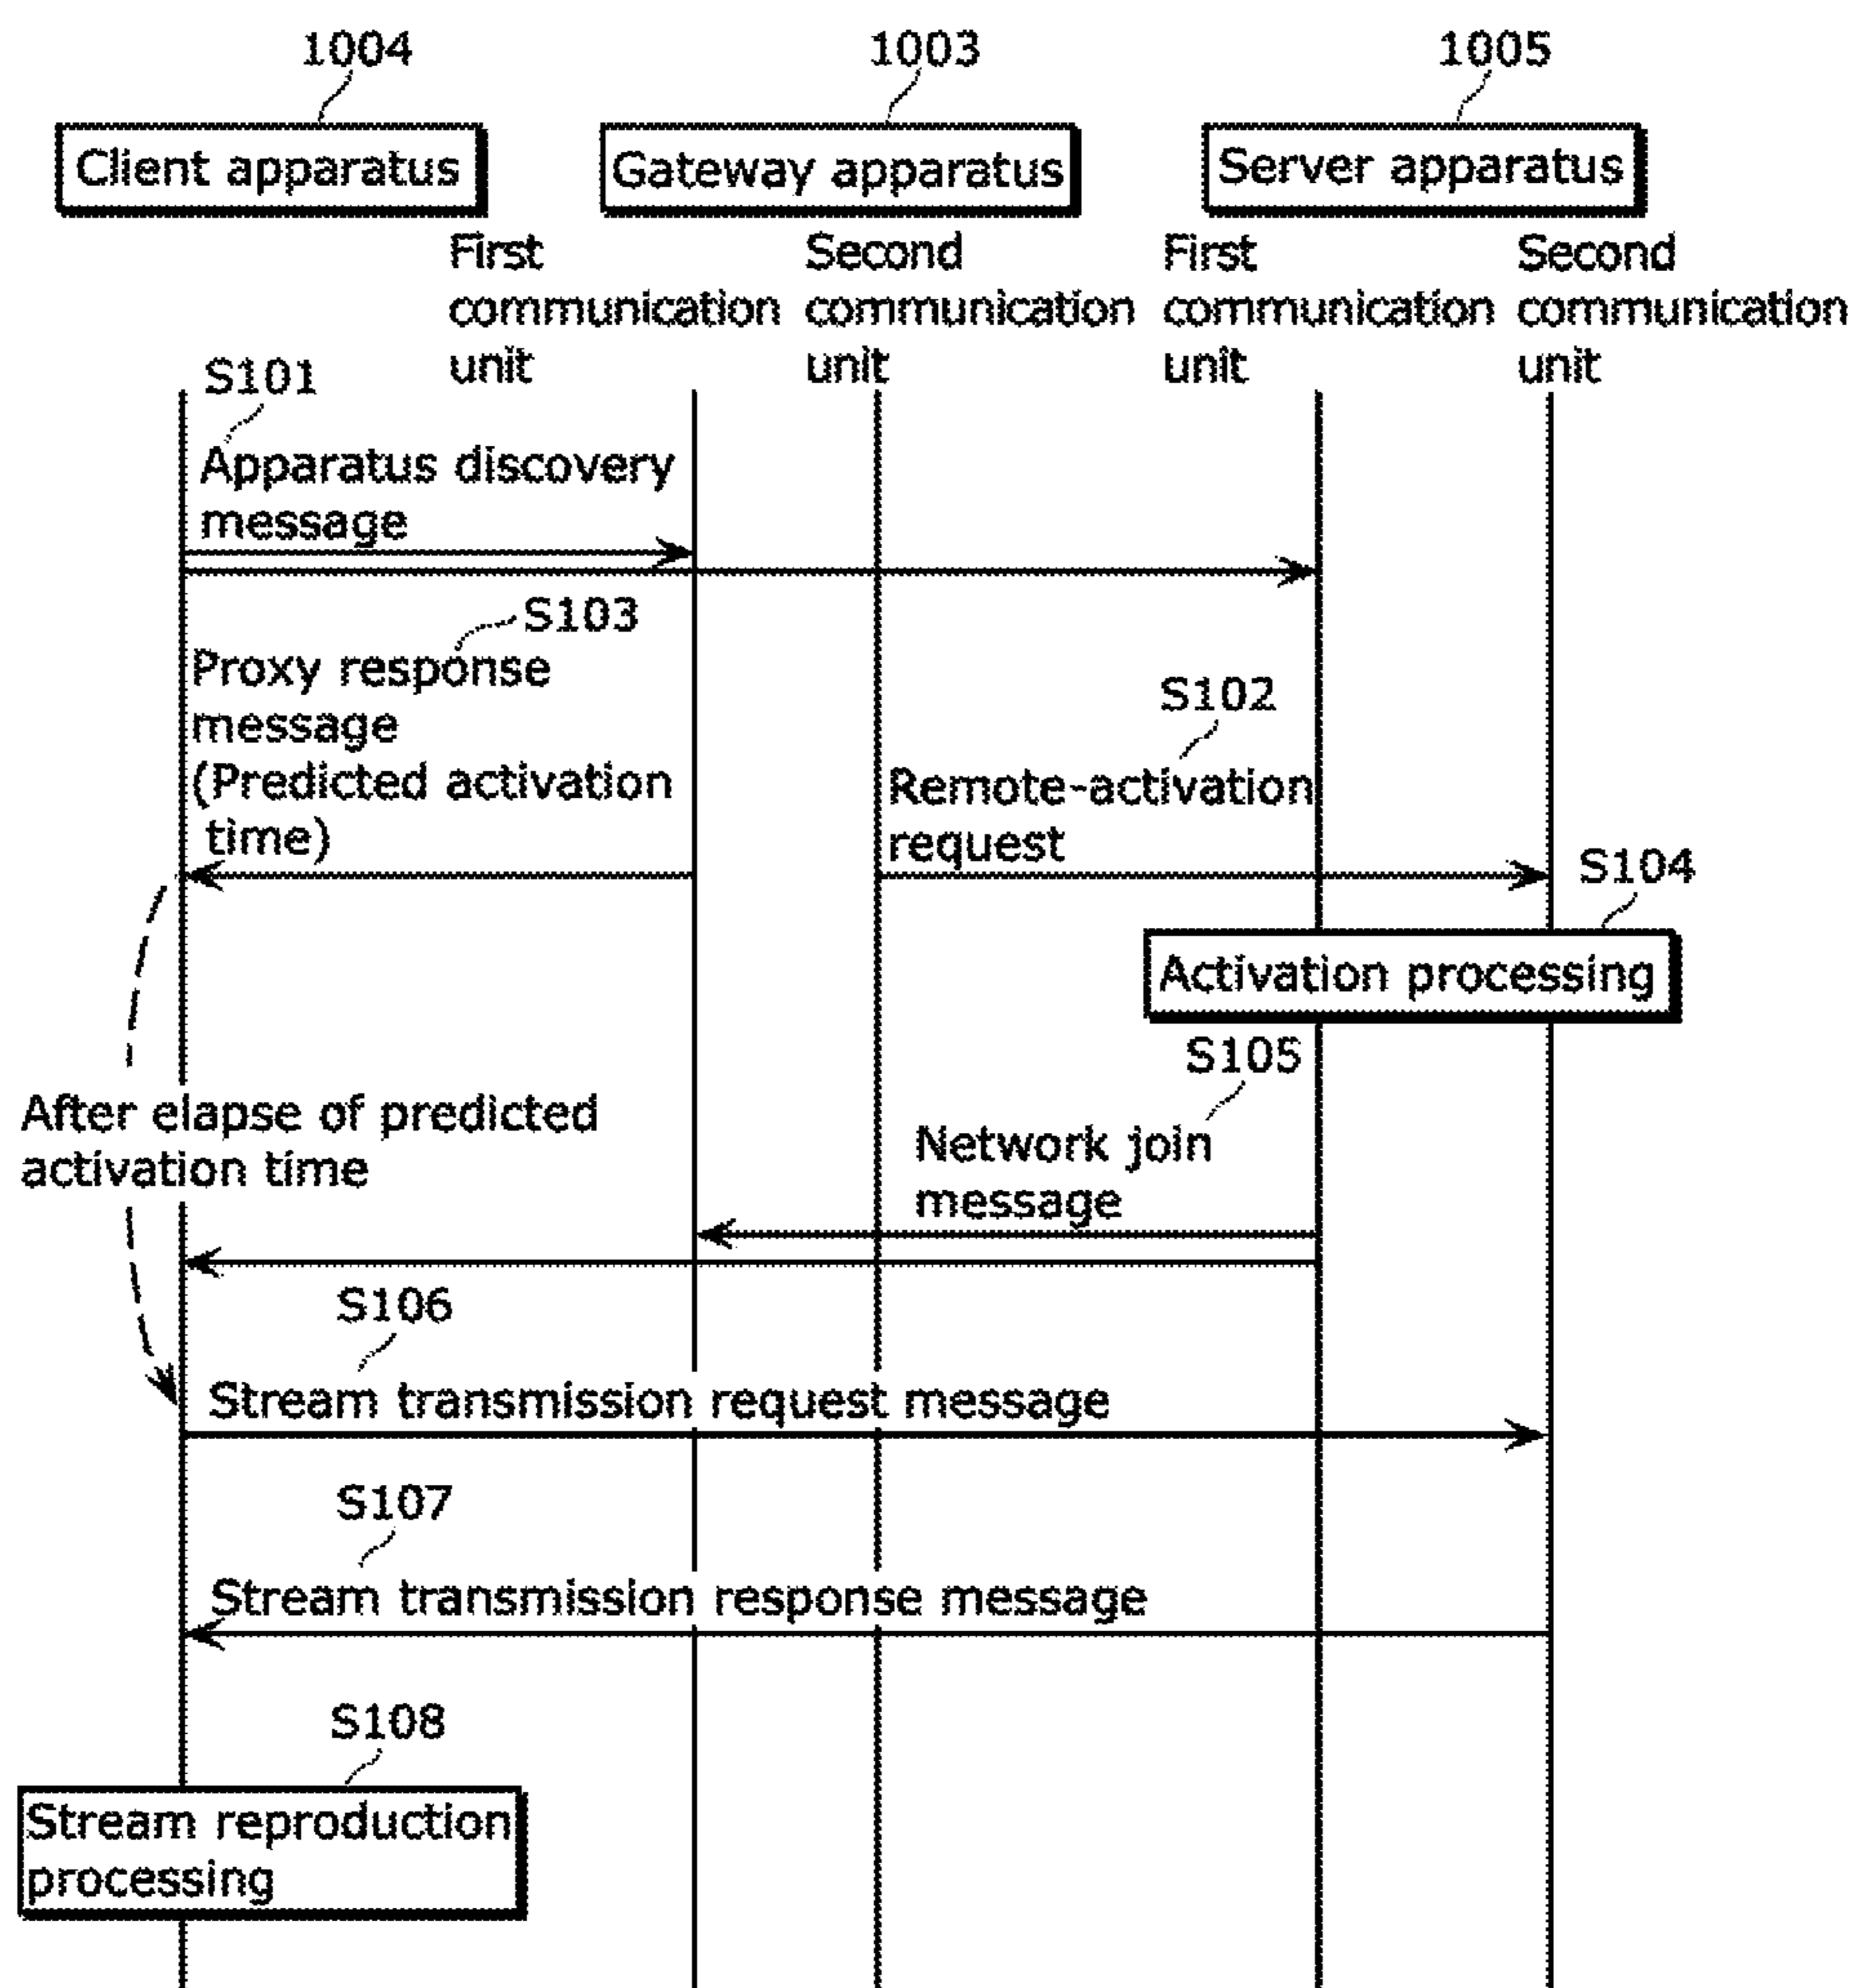 1004
1003
1005
Client apparatus
Gateway apparatus
Server apparatus
First
communication
unit
Second
communication
unit
First
communication
unit
Second
communication
unit
S101
Apparatus discovery
message
S103
Proxy response
message
(Predicted activation
time)
S102
Remote-activation
request
S104
Activation processing
S105
After elapse of predicted
activation time
Network join
message
S106
Stream transmission request message
S107
Stream transmission response message
S108
Stream reproduction
processing